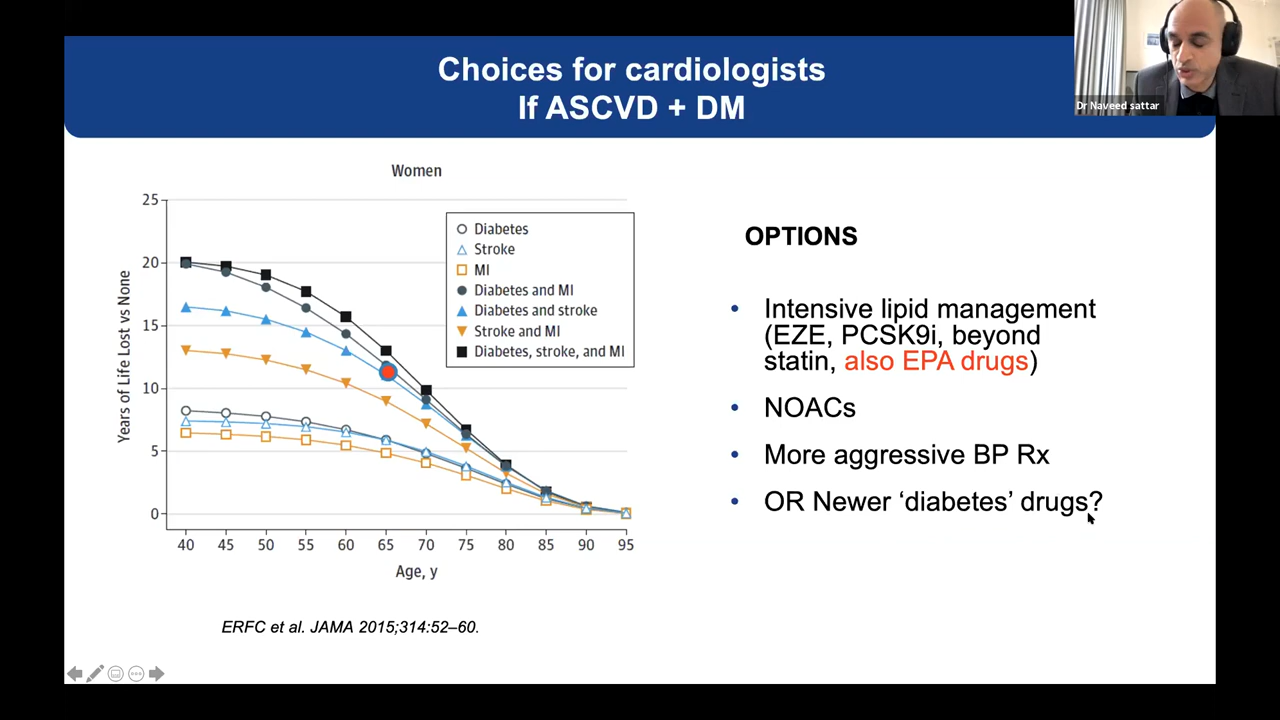 Choices for cardiologists
If ASCVD + DM
Dr Naveed sattar
Women
Years of Life Lost vs None
25
20
15
10
5
0
Diabetes
Stroke
MI
Diabetes and MI
Diabetes and stroke
Stroke and MI
Diabetes, stroke, and MI
40 45 50 55 60 65 70 75 80 85 90 95
Age, y
ERFC et al. JAMA 2015;314:52–60.
OPTIONS
• Intensive lipid management
(EZE, PCSK9i, beyond
statin, also EPA drugs)
• NOACs
• More aggressive BP Rx
• OR Newer ‘diabetes’ drugs?